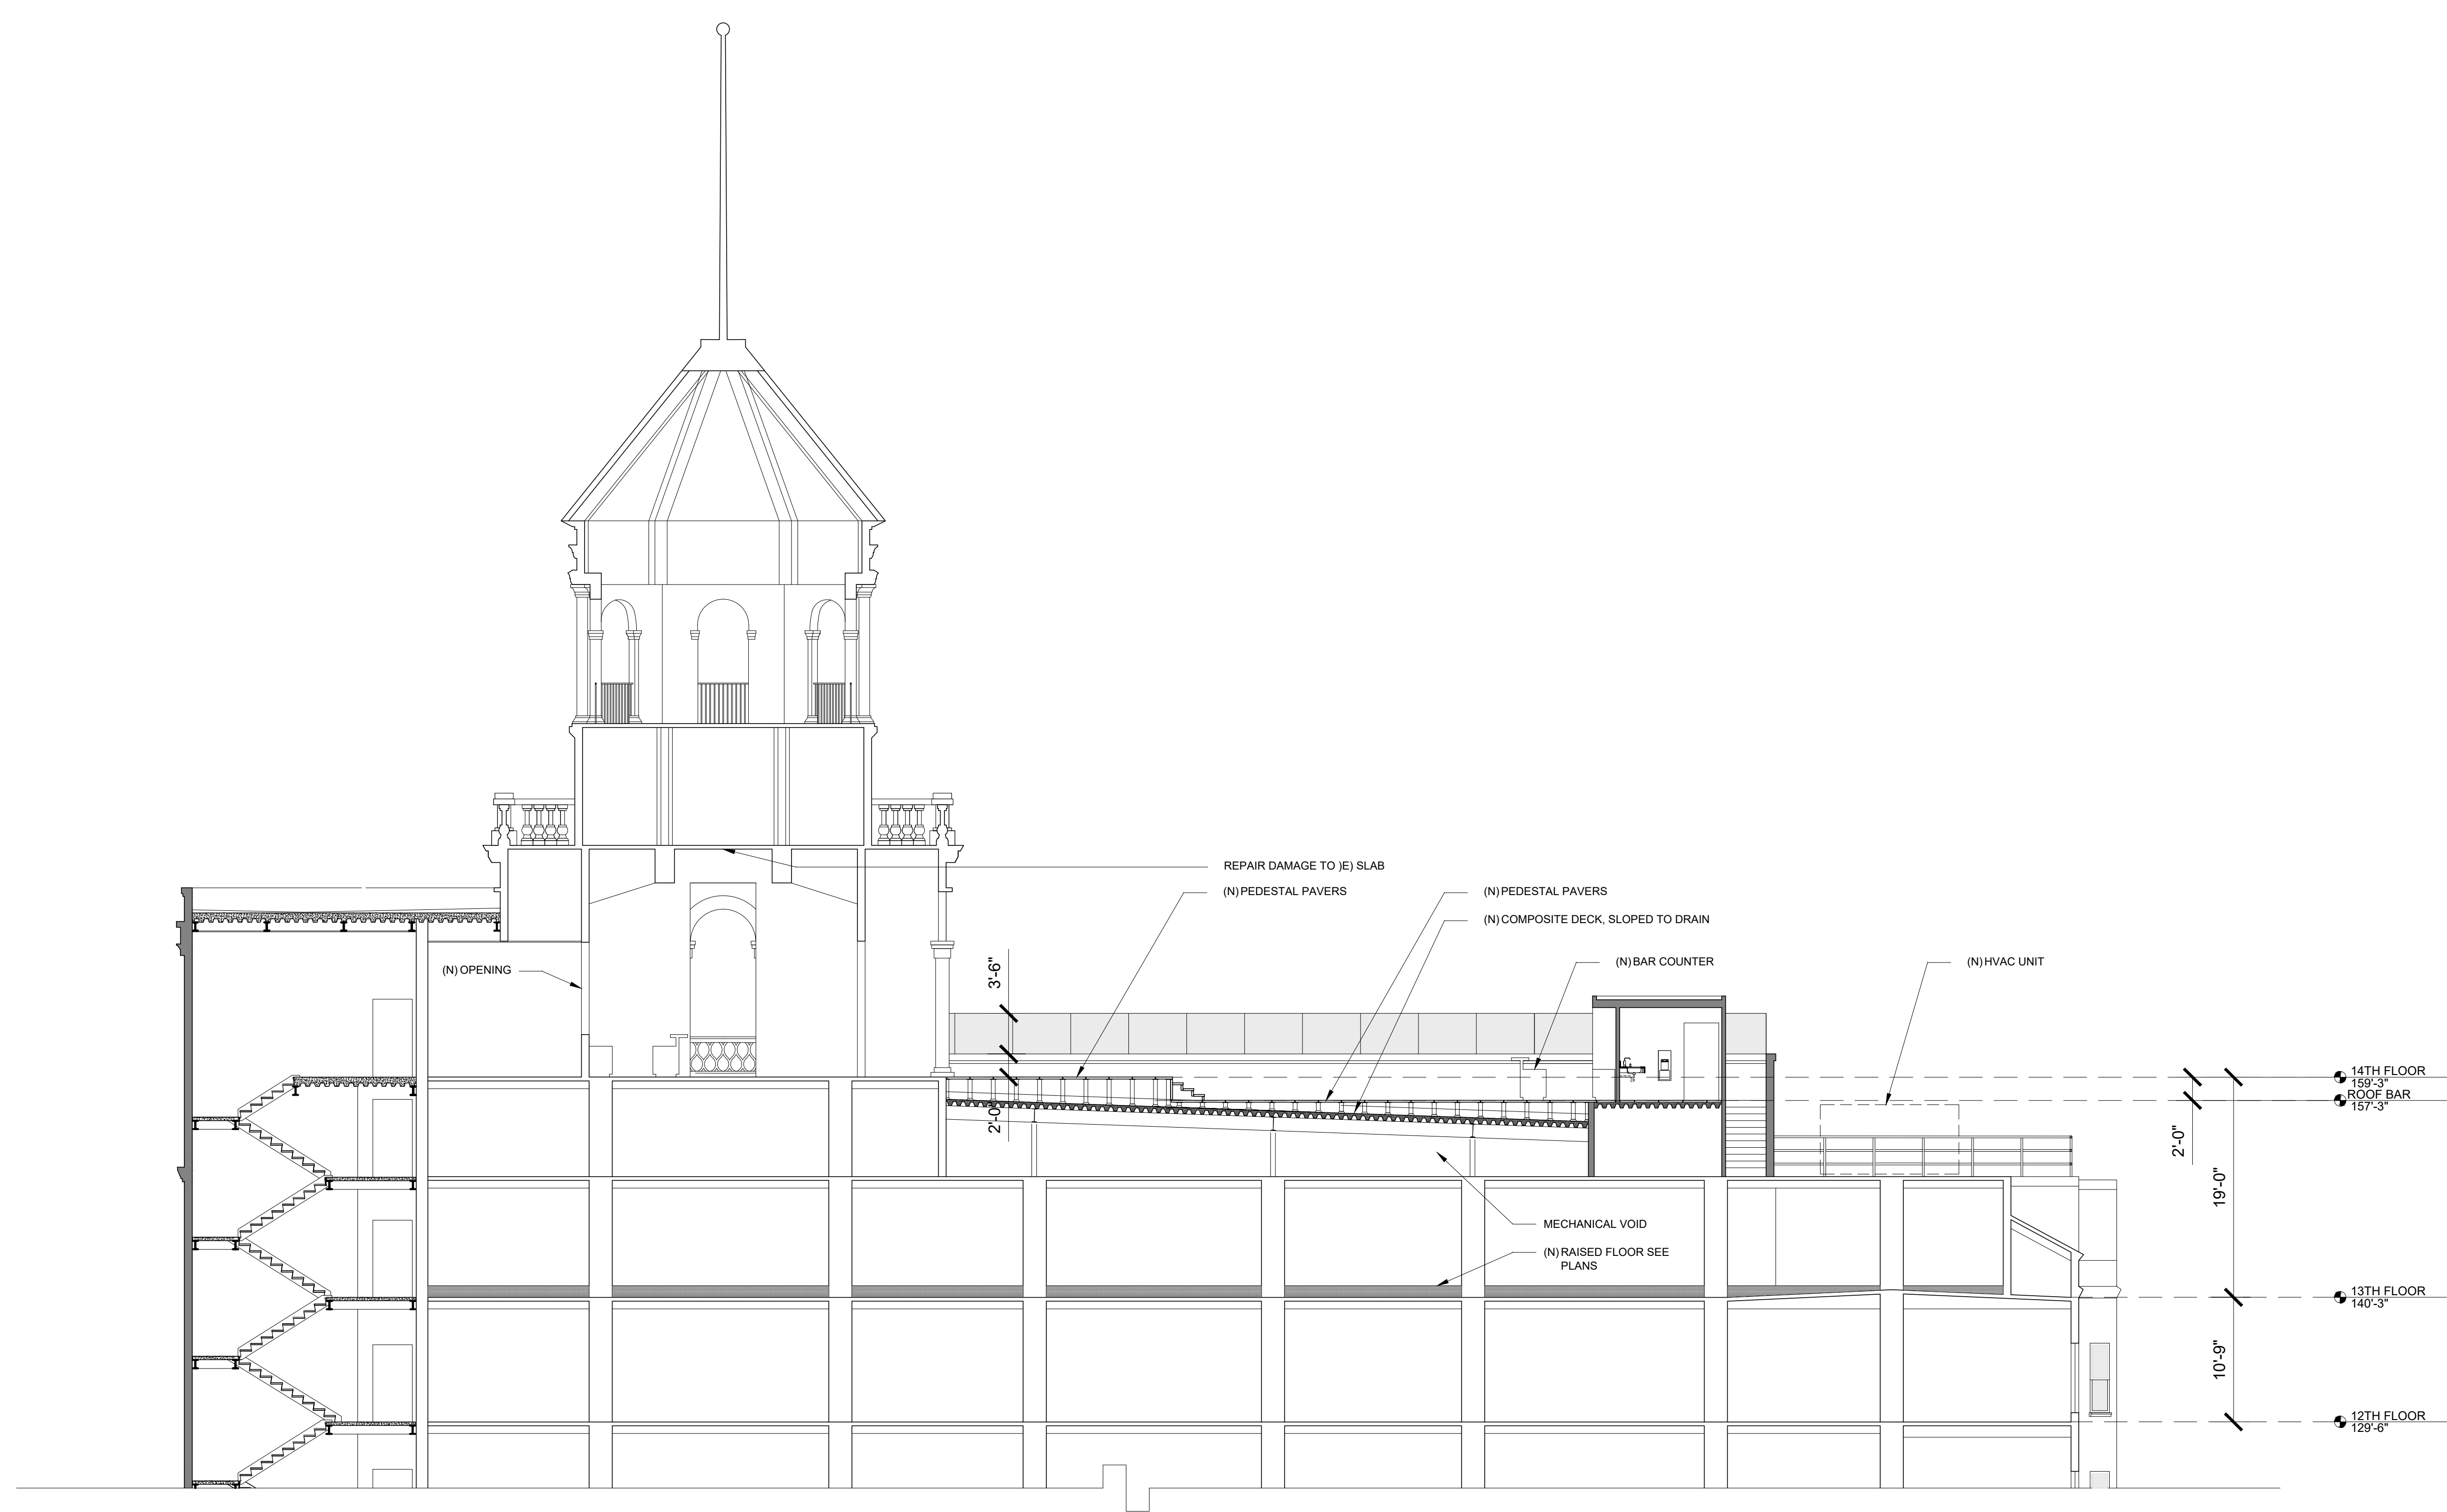 REPAIR DAMAGE TO )E) SLAB
(N) PEDESTAL PAVERS
(N) PEDESTAL PAVERS
(N) COMPOSITE DECK, SLOPED TO DRAIN
(N) OPENING
3'-6"
(N) BAR COUNTER
(N) HVAC UNIT
14TH FLOOR
159'-3"
ROOF BAR
157'-3"
2'-0"
2'-0"
19'-0"
MECHANICAL VOID
(N) RAISED FLOOR SEE
PLANS
13TH FLOOR
140'-3"
10'-9"
12TH FLOOR
129'-6"